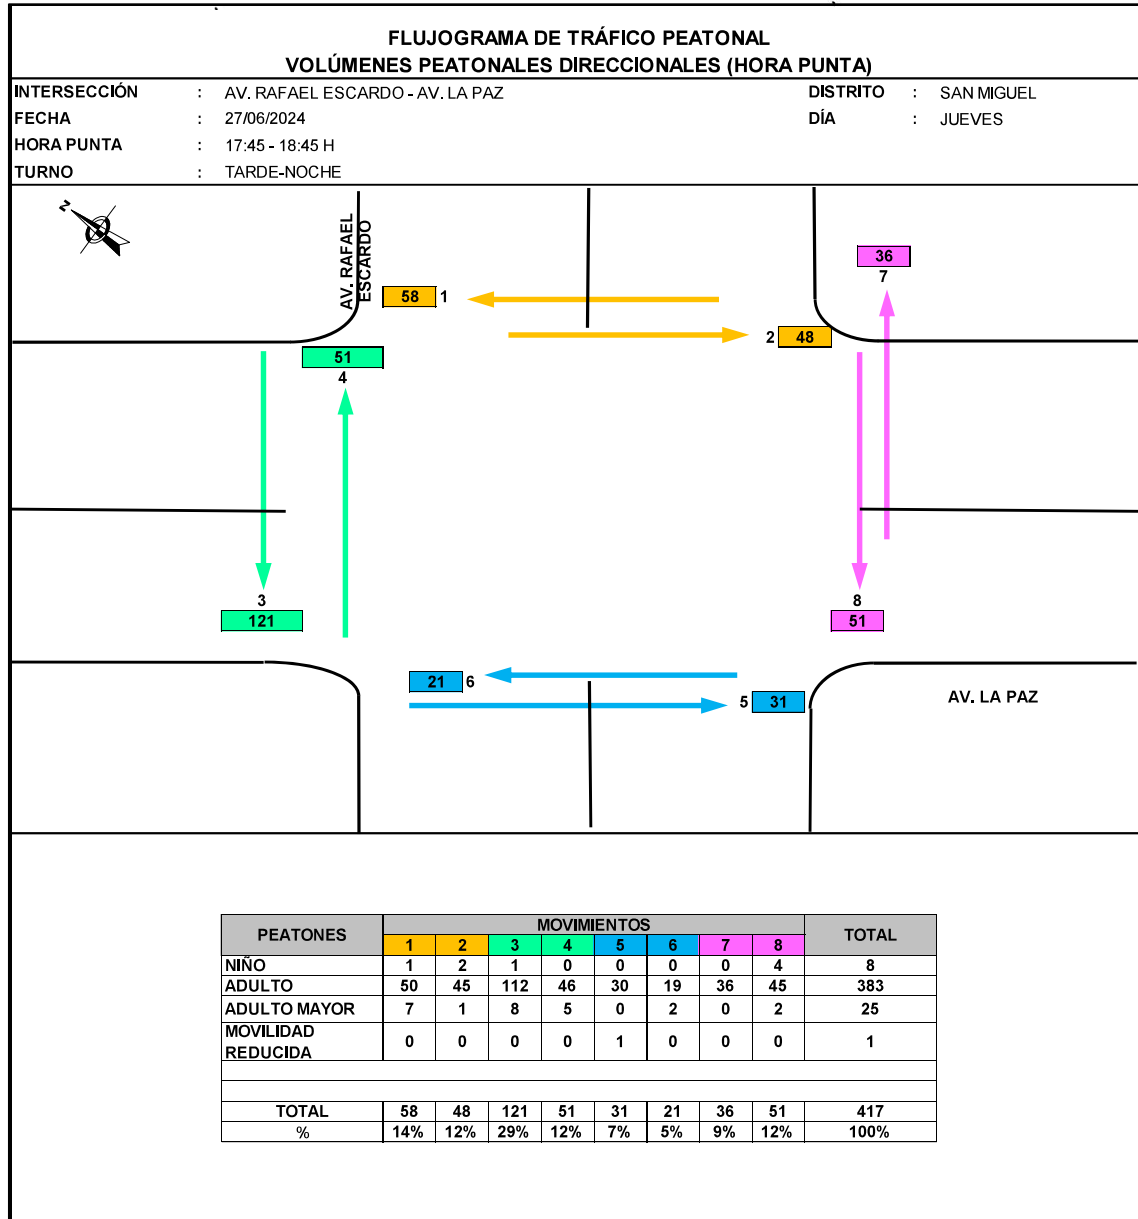 FLUJOGRAMA DE TRÁFICO PEATONAL
VOLÚMENES PEATONALES DIRECCIONALES (HORA PUNTA)
INTERSECCIÓN : AV. RAFAEL ESCARDO - AV. LA PAZ DISTRITO : SAN MIGUEL
FECHA : 27/06/2024 DÍA : JUEVES
HORA PUNTA : 17:45 - 18:45 H
TURNO : TARDE-NOCHE
N
AV. RAFAEL
ESCARDO
36
7
58 1
2 48
51
4
3
121
8
51
21 6
5 31
AV. LA PAZ
PEATONES MOVIMIENTOS TOTAL
1 2 3 4 5 6 7 8
NIÑO 1 2 1 0 0 0 0 4 8
ADULTO 50 45 112 46 30 19 36 45 383
ADULTO MAYOR 7 1 8 5 0 2 0 2 25
MOVILIDAD
REDUCIDA 0 0 0 0 1 0 0 0 1
TOTAL 58 48 121 51 31 21 36 51 417
% 14% 12% 29% 12% 7% 5% 9% 12% 100%